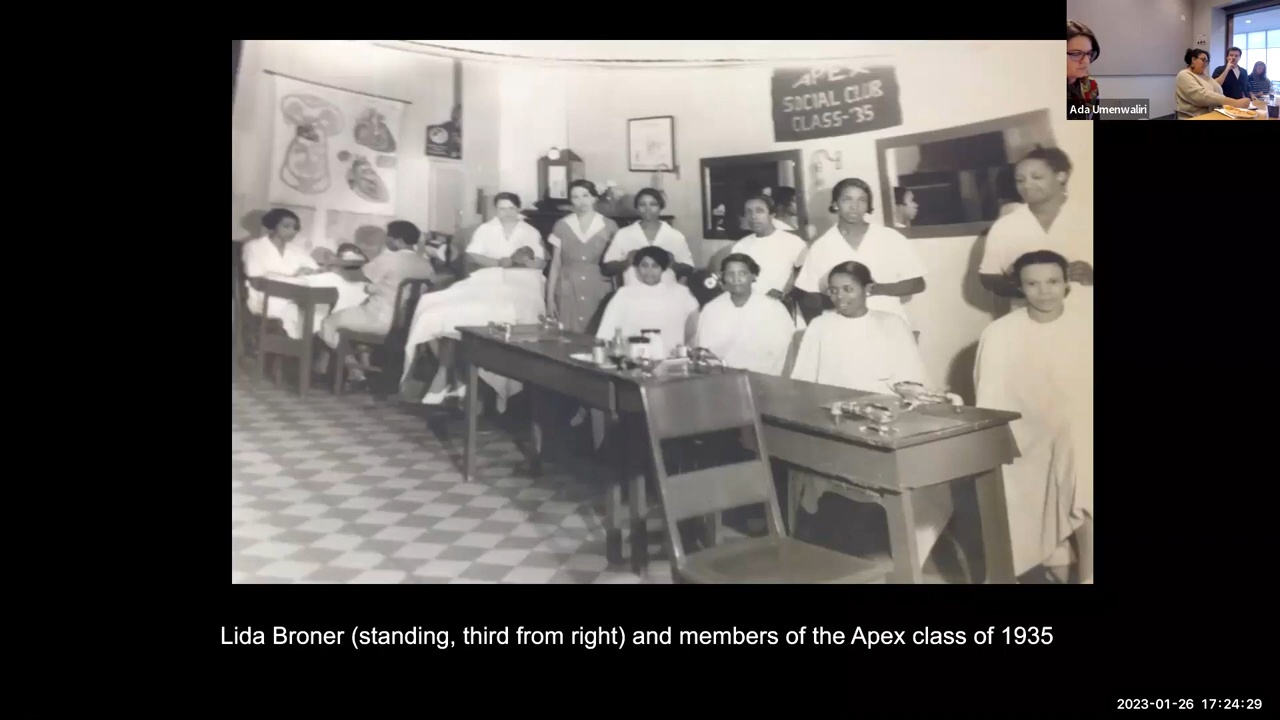 Ada Umenwaliri
APEX
SOCIAL CLUB
CLASS-'35
Lida Broner (standing, third from right) and members of the Apex class of 1935
2023-01-26 17:24:29